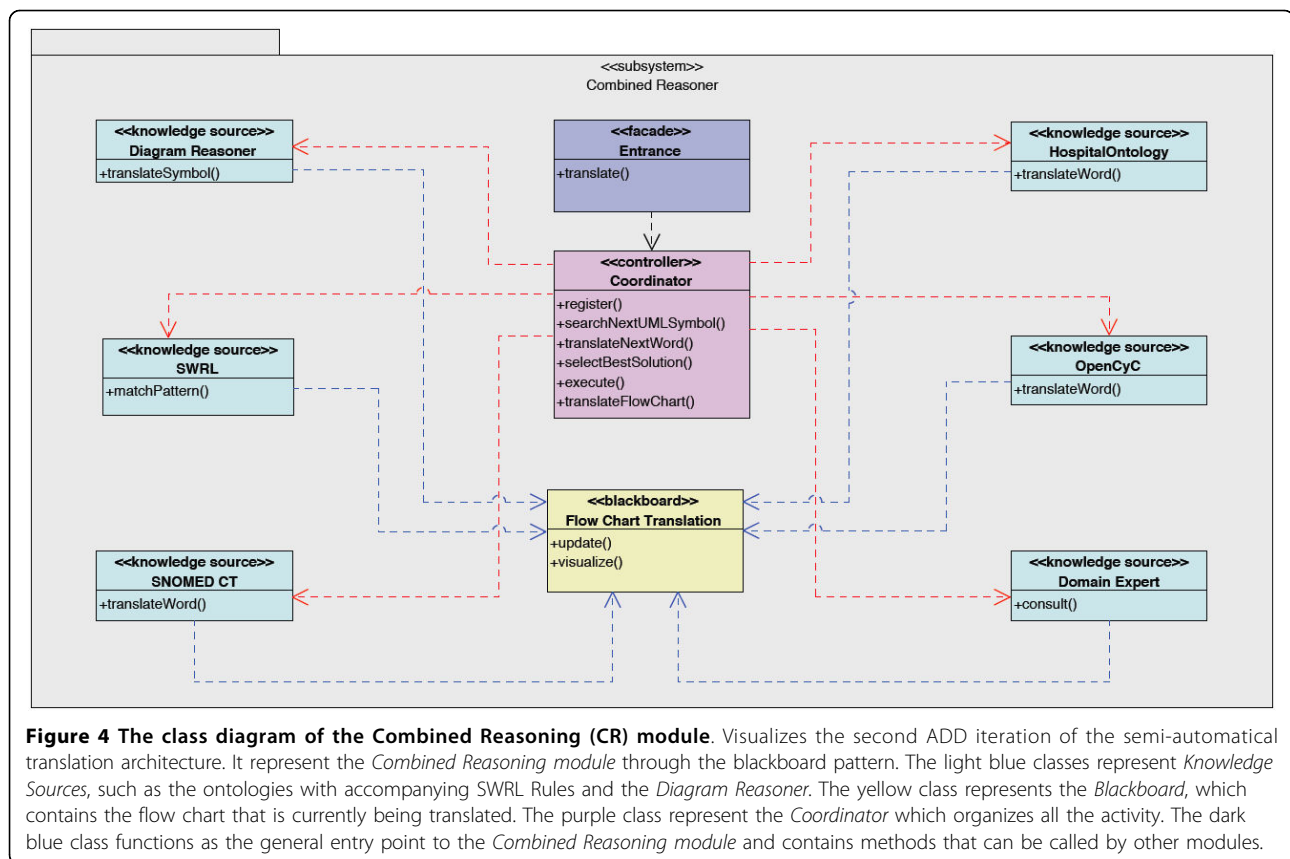 <<subsystem>>
Combined Reasoner
<<knowledge source>>
Diagram Reasoner
+translateSymbol()
<<facade>>
Entrance
+translate()
<<knowledge source>>
HospitalOntology
+translateWord()
<<controller>>
Coordinator
+register()
+searchNextUMLSymbol()
+translateNextWord()
+selectBestSolution()
+execute()
+translateFlowChart()
<<knowledge source>>
SWRL
+matchPattern()
<<knowledge source>>
OpenCyC
+translateWord()
<<blackboard>>
Flow Chart Translation
+update()
+visualize()
<<knowledge source>>
SNOMED CT
+translateWord()
<<knowledge source>>
Domain Expert
+consult()
Figure 4 The class diagram of the Combined Reasoning (CR) module. Visualizes the second ADD iteration of the semi-automatical
translation architecture. It represent the Combined Reasoning module through the blackboard pattern. The light blue classes represent Knowledge
Sources, such as the ontologies with accompanying SWRL Rules and the Diagram Reasoner. The yellow class represents the Blackboard, which
contains the flow chart that is currently being translated. The purple class represent the Coordinator which organizes all the activity. The dark
blue class functions as the general entry point to the Combined Reasoning module and contains methods that can be called by other modules.